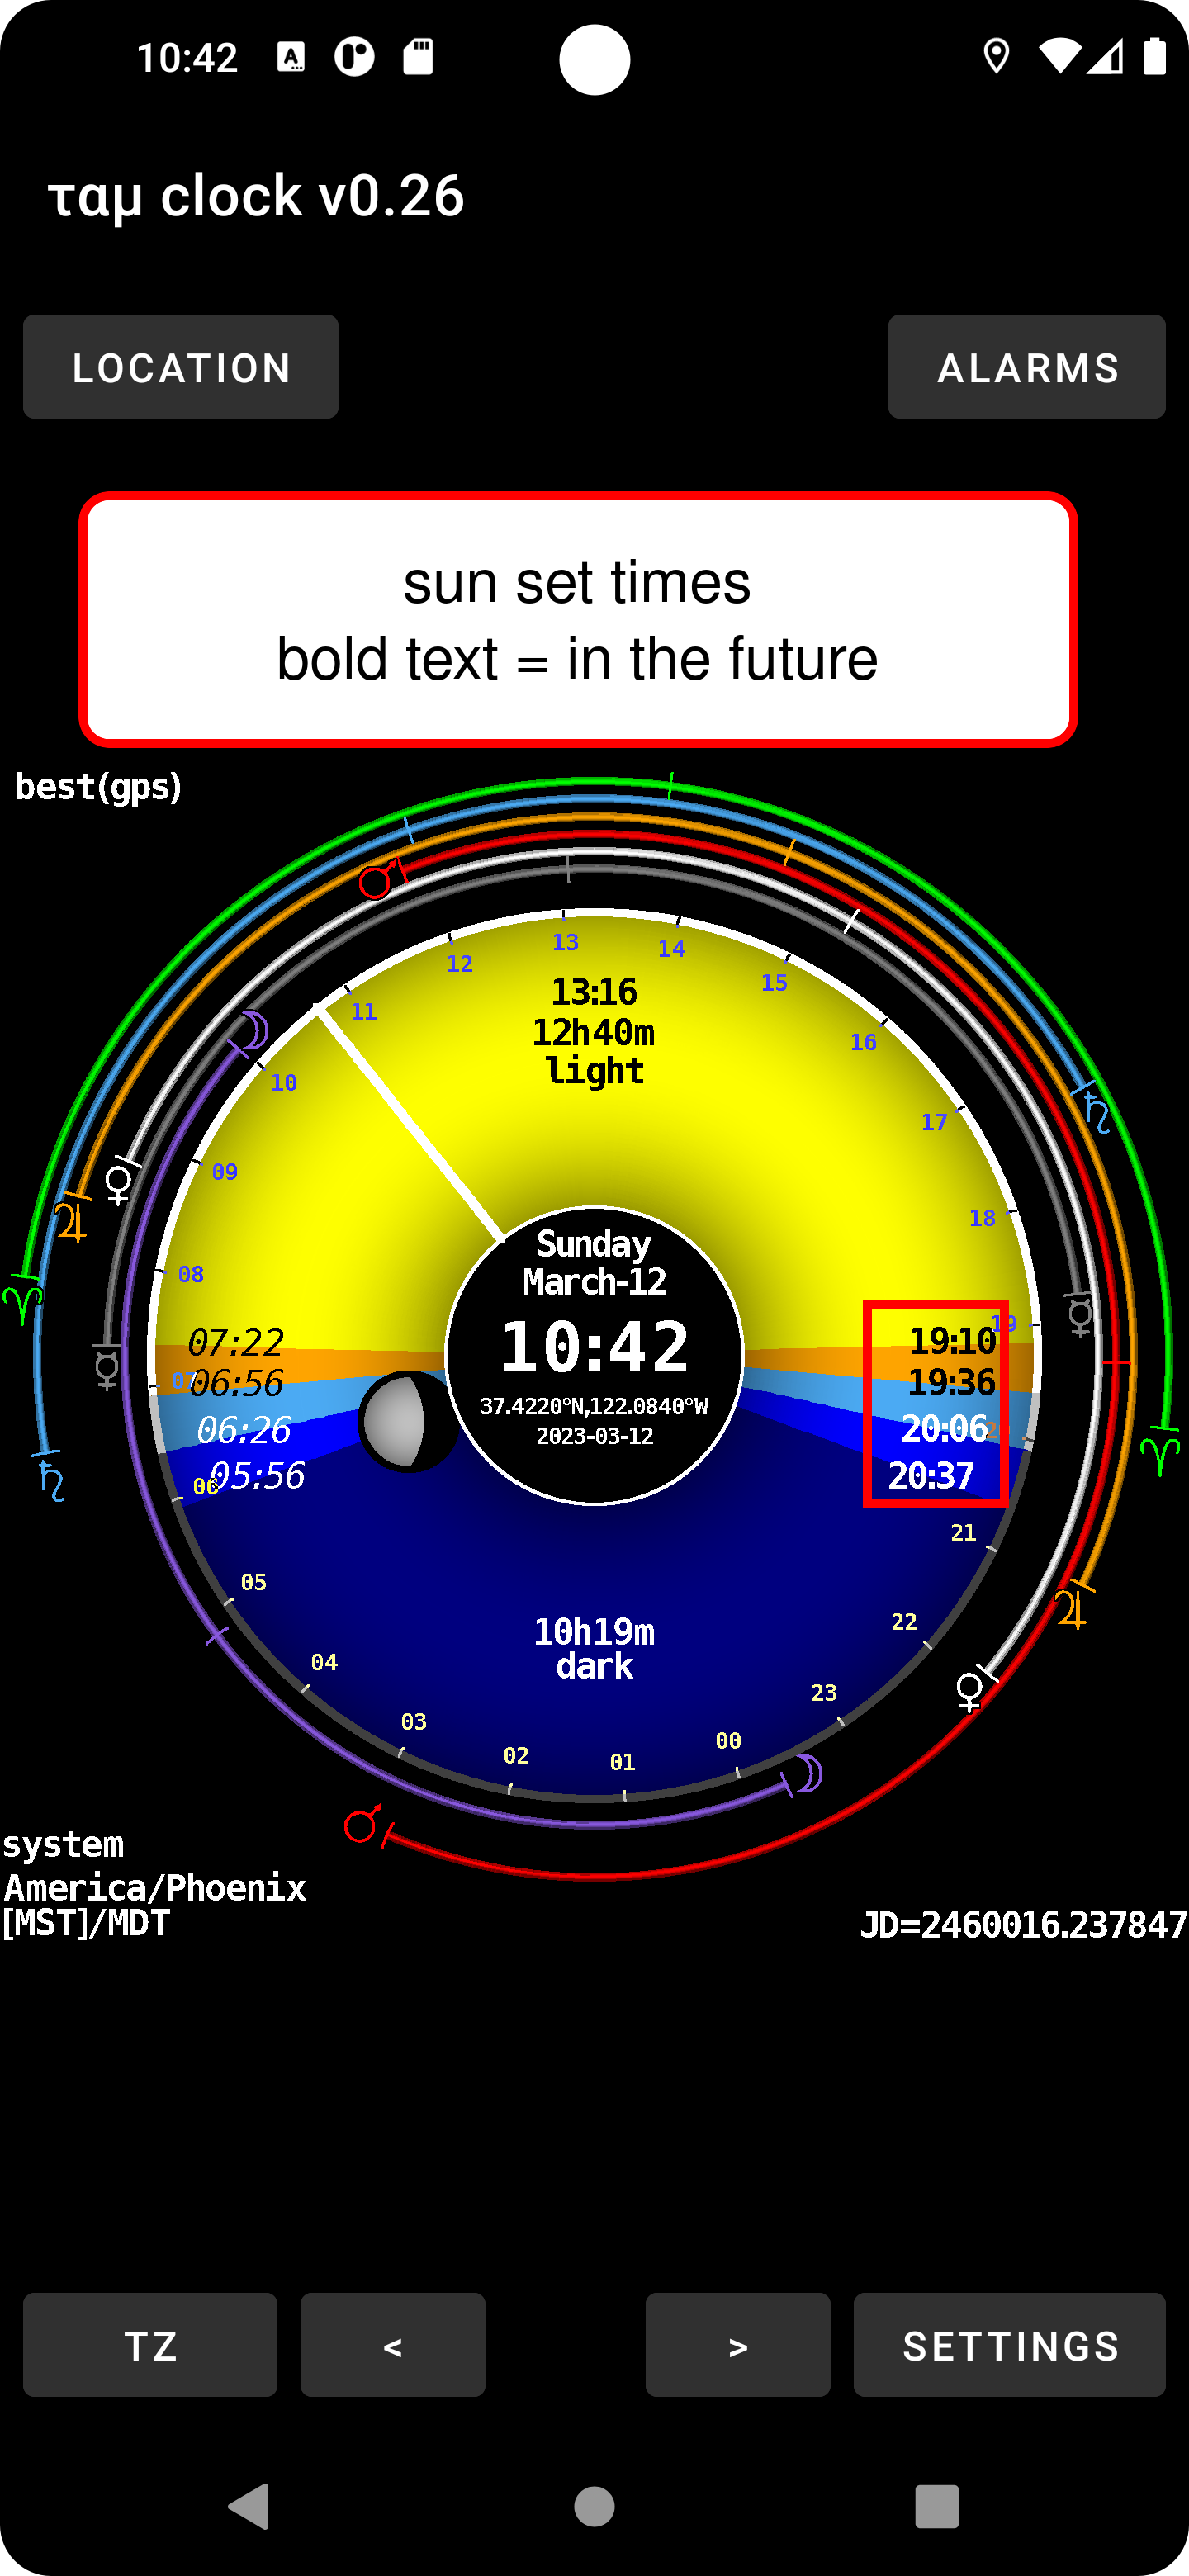 10:42
ταμ clock v0.26
LOCATION
ALARMS
sun set times
bold text = in the future
best(gps)
13
12
14
11
15
13:16
12h40m
light
16
10
17
09
18
08
Sunday
March-12
10:42
37.4220°N,122.0840°W
2023-03-12
19
07:22
19:10
07
06:56
19:36
06:26
20:06
05:56
20:37
06
21
05
22
10h19m
dark
04
23
03
00
02
01
system
America/Phoenix
[MST]/MDT
JD=2460016.237847
TZ
<
>
SETTINGS